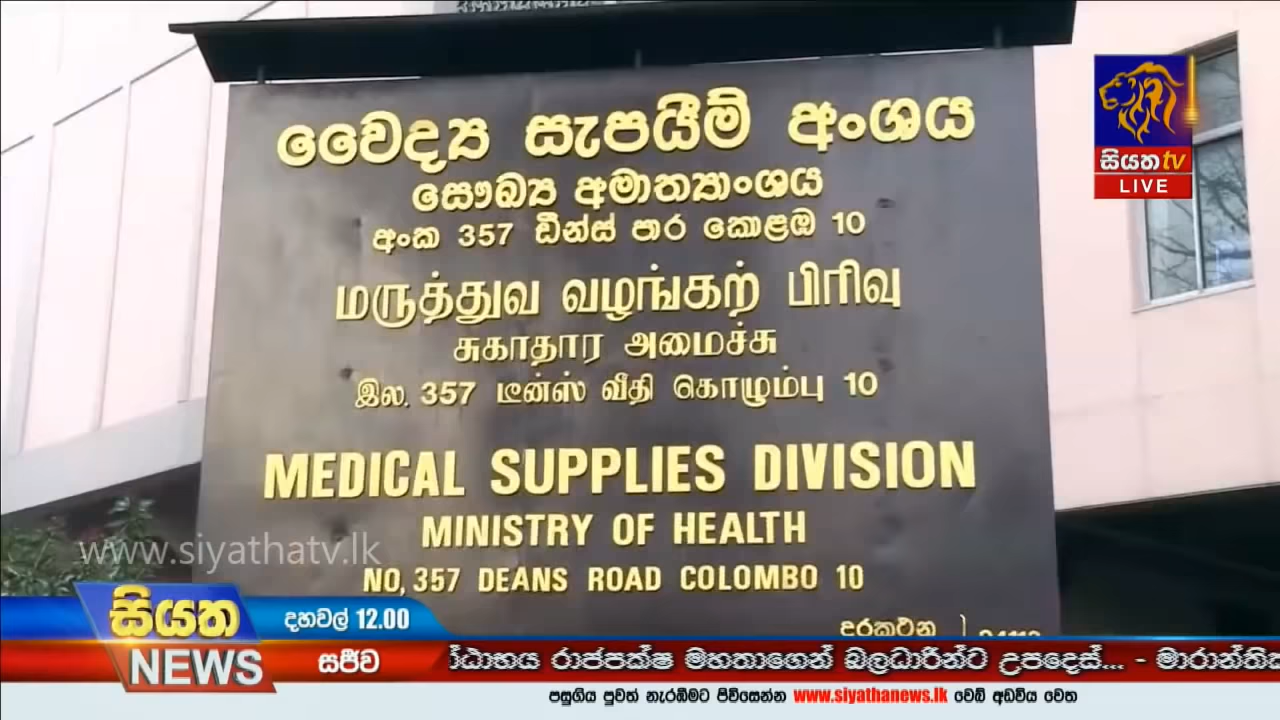 වෛද්‍ය සැපයීම් අංශය
සෞඛ්‍ය අමාත්‍යාංශය
අංක 357 ඩීන්ස් පාර කොළඹ 10
மருத்துவ வழங்கற் பிரிவு
சுகாதார அமைச்சு
இல. 357 டீன்ஸ் வீதி கொழும்பு 10
MEDICAL SUPPLIES DIVISION
MINISTRY OF HEALTH
NO, 357 DEANS ROAD COLOMBO 10
සියත tv
LIVE
www.siyathatv.lk
සියත
NEWS
දහවල් 12.00
සජීව
රාජපක්ෂ මහතාගෙන් බලධාරීන්ට උපදෙස්... -
පසුගිය පුවත් නැරඹීමට පිවිසෙන්න www.siyathanews.lk වෙබ් අඩවිය වෙත